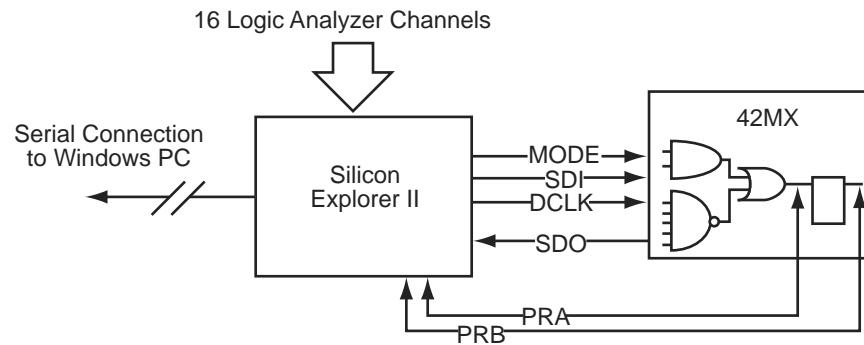 16 Logic Analyzer Channels
Serial Connection
to Windows PC
Silicon
Explorer II
MODE
SDI
DCLK
SDO
42MX
PRA
PRB